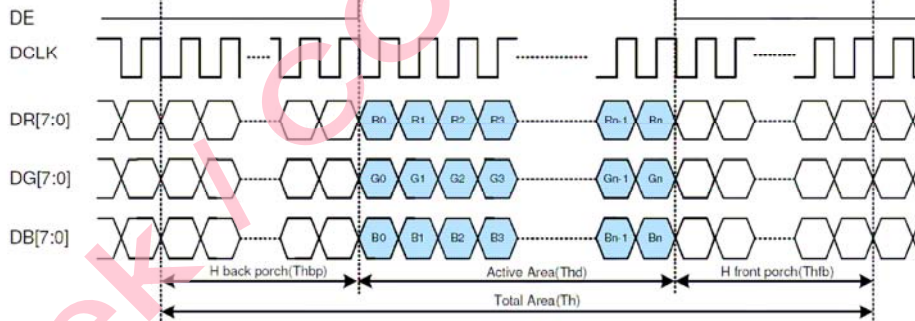 DE
DCLK
DR[7:0] R0 R1 R2 R3 Rn-1 Rn
DG[7:0] G0 G1 G2 G3 Gn-1 Gn
DB[7:0] B0 B1 B2 B3 Bn-1 Bn
H back porch(Thbp) Active Area(Thd) H front porch(Thfb)
Total Area(Th)